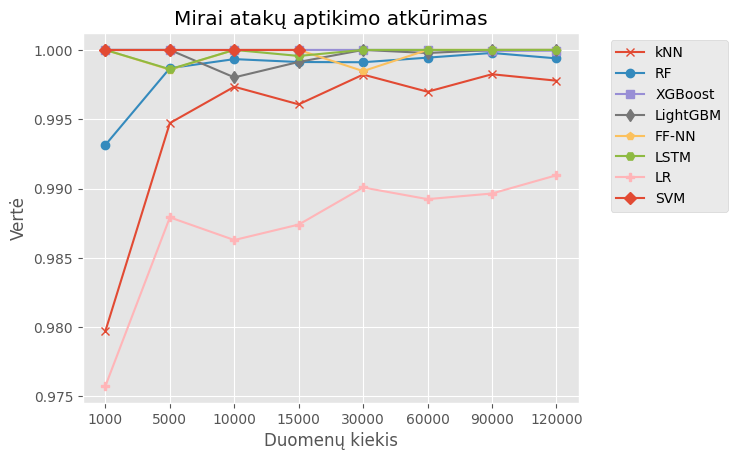 Mirai atakų aptikimo atkūrimas
1.000
0.995
0.990
0.985
0.980
0.975
Vertė
1000 5000 10000 15000 30000 60000 90000 120000
Duomenų kiekis
kNN
RF
XGBoost
LightGBM
FF-NN
LSTM
LR
SVM